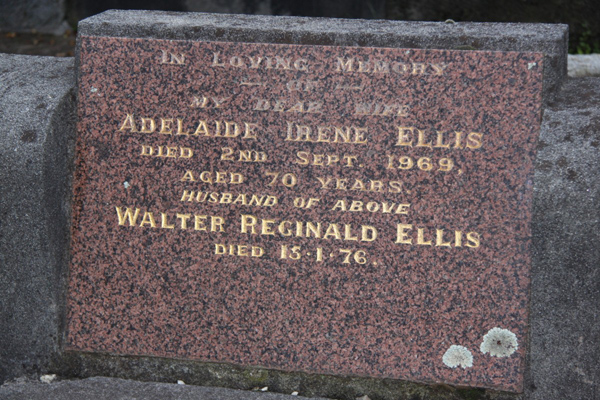 In Loving Memory
— OF —
MY DEAR WIFE
ADELAIDE IRENE ELLIS
DIED 2ND SEPT. 1969,
AGED 70 YEARS.
HUSBAND OF ABOVE
WALTER REGINALD ELLIS
DIED 15·1·76.